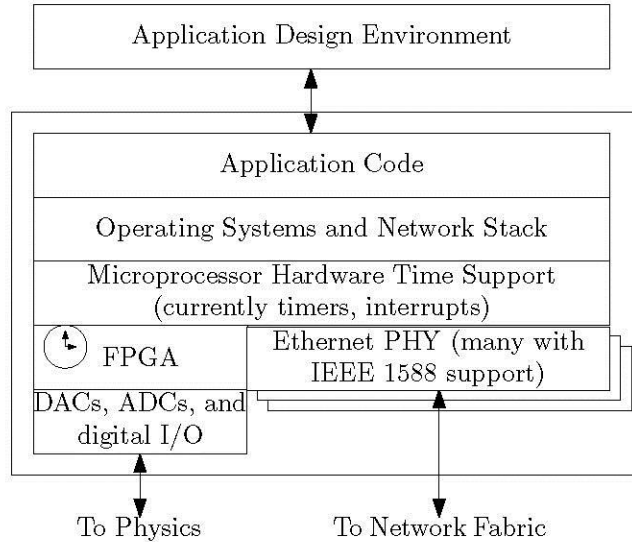 Application Design Environment
Application Code
Operating Systems and Network Stack
Microprocessor Hardware Time Support
(currently timers, interrupts)
FPGA
Ethernet PHY (many with
IEEE 1588 support)
DACs, ADCs, and
digital I/O
To Physics
To Network Fabric